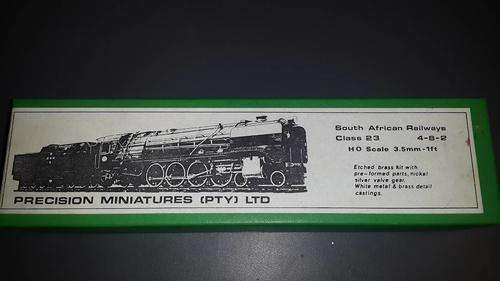 South African Railways
Class 23 4-8-2
HO Scale 3.5mm-1ft
Etched brass kit with
pre-formed parts, nickel
silver valve gear.
White metal & brass detail
castings.
PRECISION MINIATURES (PTY) LTD